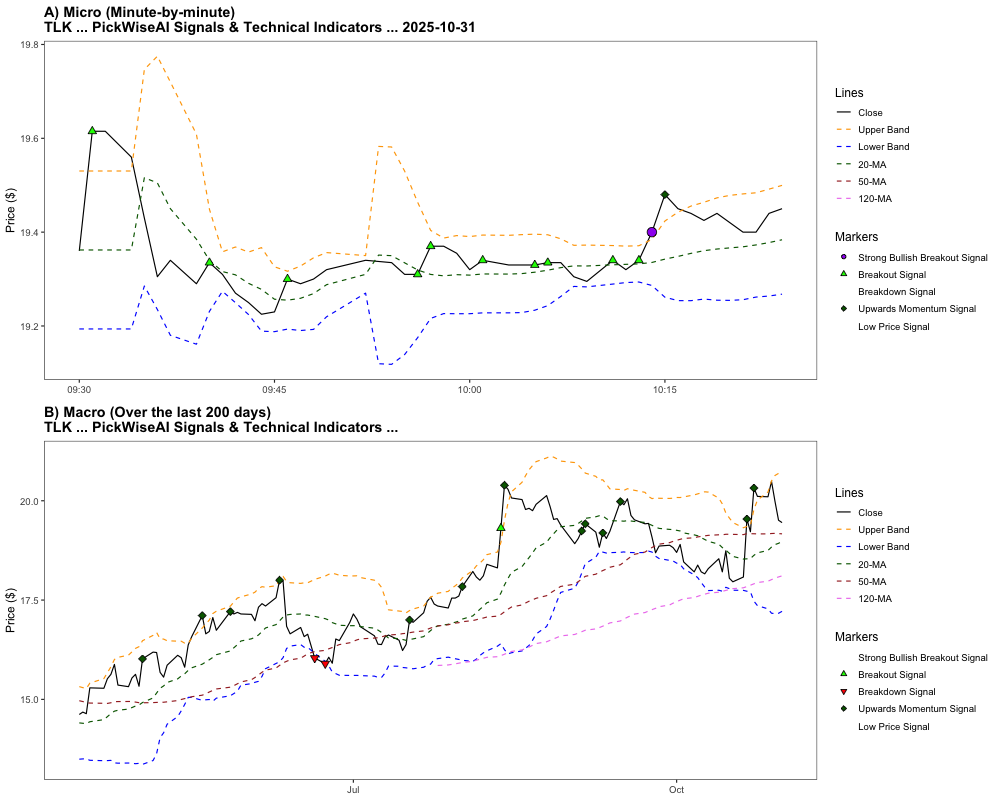 A) Micro (Minute-by-minute)
TLK ... PickWiseAI Signals & Technical Indicators ... 2025-10-31
Price ($)
19.8
19.6
19.4
19.2
09:30
09:45
10:00
10:15
Lines
Close
Upper Band
Lower Band
20-MA
50-MA
120-MA
Markers
Strong Bullish Breakout Signal
Breakout Signal
Breakdown Signal
Upwards Momentum Signal
Low Price Signal
B) Macro (Over the last 200 days)
TLK ... PickWiseAI Signals & Technical Indicators ...
Price ($)
20.0
17.5
15.0
Jul
Oct
Lines
Close
Upper Band
Lower Band
20-MA
50-MA
120-MA
Markers
Strong Bullish Breakout Signal
Breakout Signal
Breakdown Signal
Upwards Momentum Signal
Low Price Signal